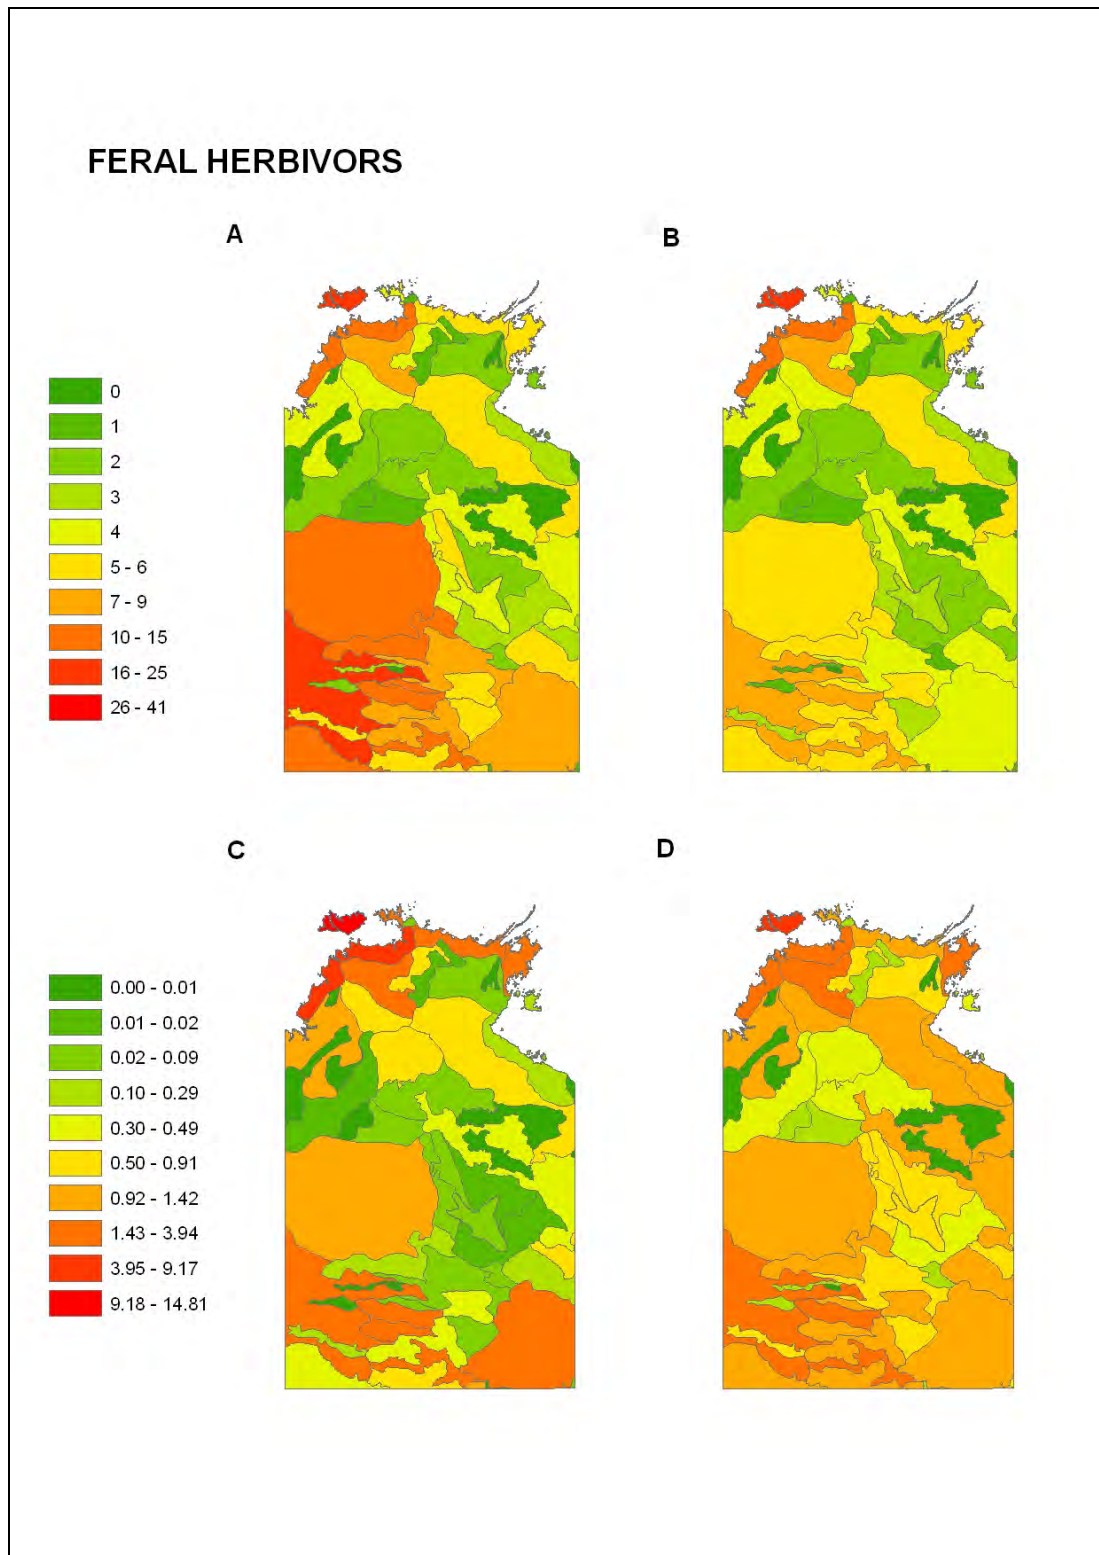 FERAL HERBIVORS
A
B
0
1
2
3
4
5 - 6
7 - 9
10 - 15
16 - 25
26 - 41
C
D
0.00 - 0.01
0.01 - 0.02
0.02 - 0.09
0.10 - 0.29
0.30 - 0.49
0.50 - 0.91
0.92 - 1.42
1.43 - 3.94
3.95 - 9.17
9.18 - 14.81